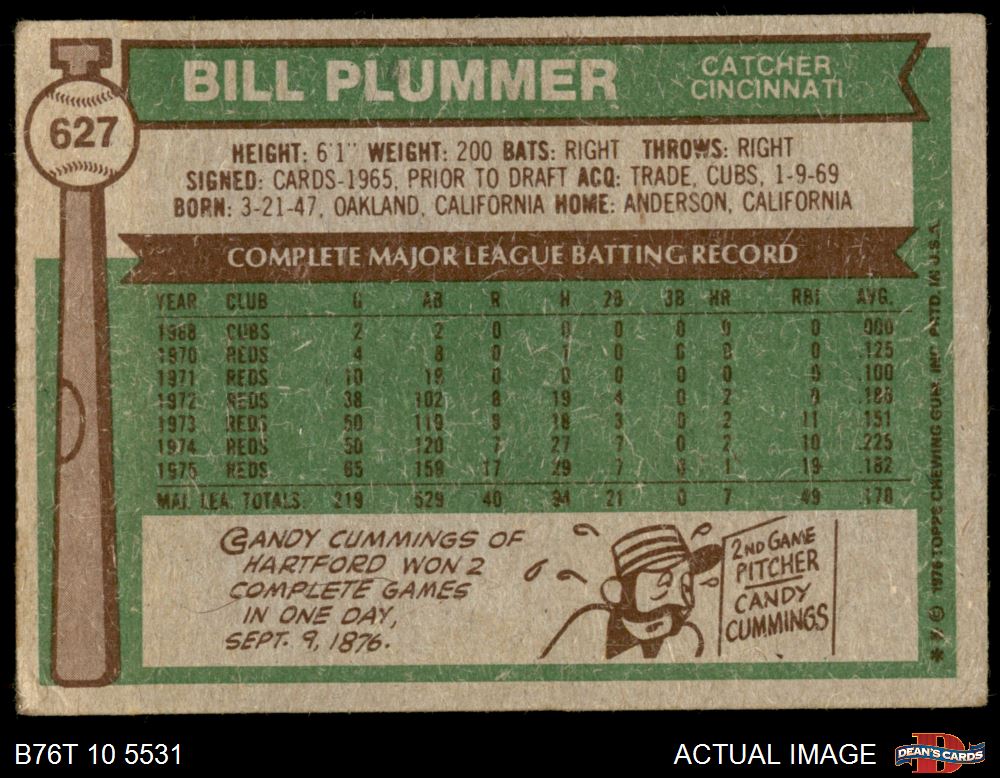 627
BILL PLUMMER
CATCHER
CINCINNATI
HEIGHT: 6'1" WEIGHT: 200 BATS: RIGHT THROWS: RIGHT
SIGNED: CARDS-1965, PRIOR TO DRAFT ACQ: TRADE, CUBS, 1-9-69
BORN: 3-21-47, OAKLAND, CALIFORNIA HOME: ANDERSON, CALIFORNIA
COMPLETE MAJOR LEAGUE BATTING RECORD
YEAR CLUB G AB R H 2B 3B HR RBI AVG.
1968 CUBS 2 2 0 0 0 0 0 0 .000
1970 REDS 4 8 0 1 0 0 0 0 .125
1971 REDS 10 19 0 0 0 0 0 0
1972 REDS 38 102 8 19 4 0 2 .186
1973 REDS 50 119 8 18 3 0 2 11 .151
1974 REDS 50 120 7 27 7 0 2 10 .225
1975 REDS 65 159 17 29 7 0 1 19 .182
MAJ. LEA. TOTALS 219 529 40 94 21 0 7 49 .178
CANDY CUMMINGS OF
HARTFORD WON 2
COMPLETE GAMES
IN ONE DAY,
SEPT. 9, 1876.
2ND GAME
PITCHER
CANDY
CUMMINGS
** © 1976 TOPPS CHEWING GUM, INC. PRTD. IN U.S.A.
B76T 10 5531
ACTUAL IMAGE
DEAN'S CARDS